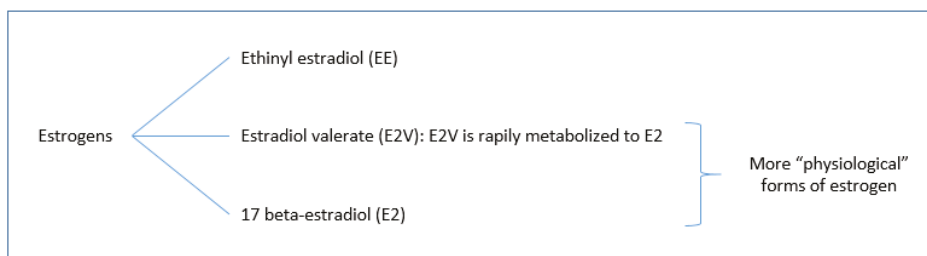 Ethinyl estradiol (EE)
Estrogens
Estradiol valerate (E2V): E2V is rapily metabolized to E2
More “physiological”
forms of estrogen
17 beta-estradiol (E2)